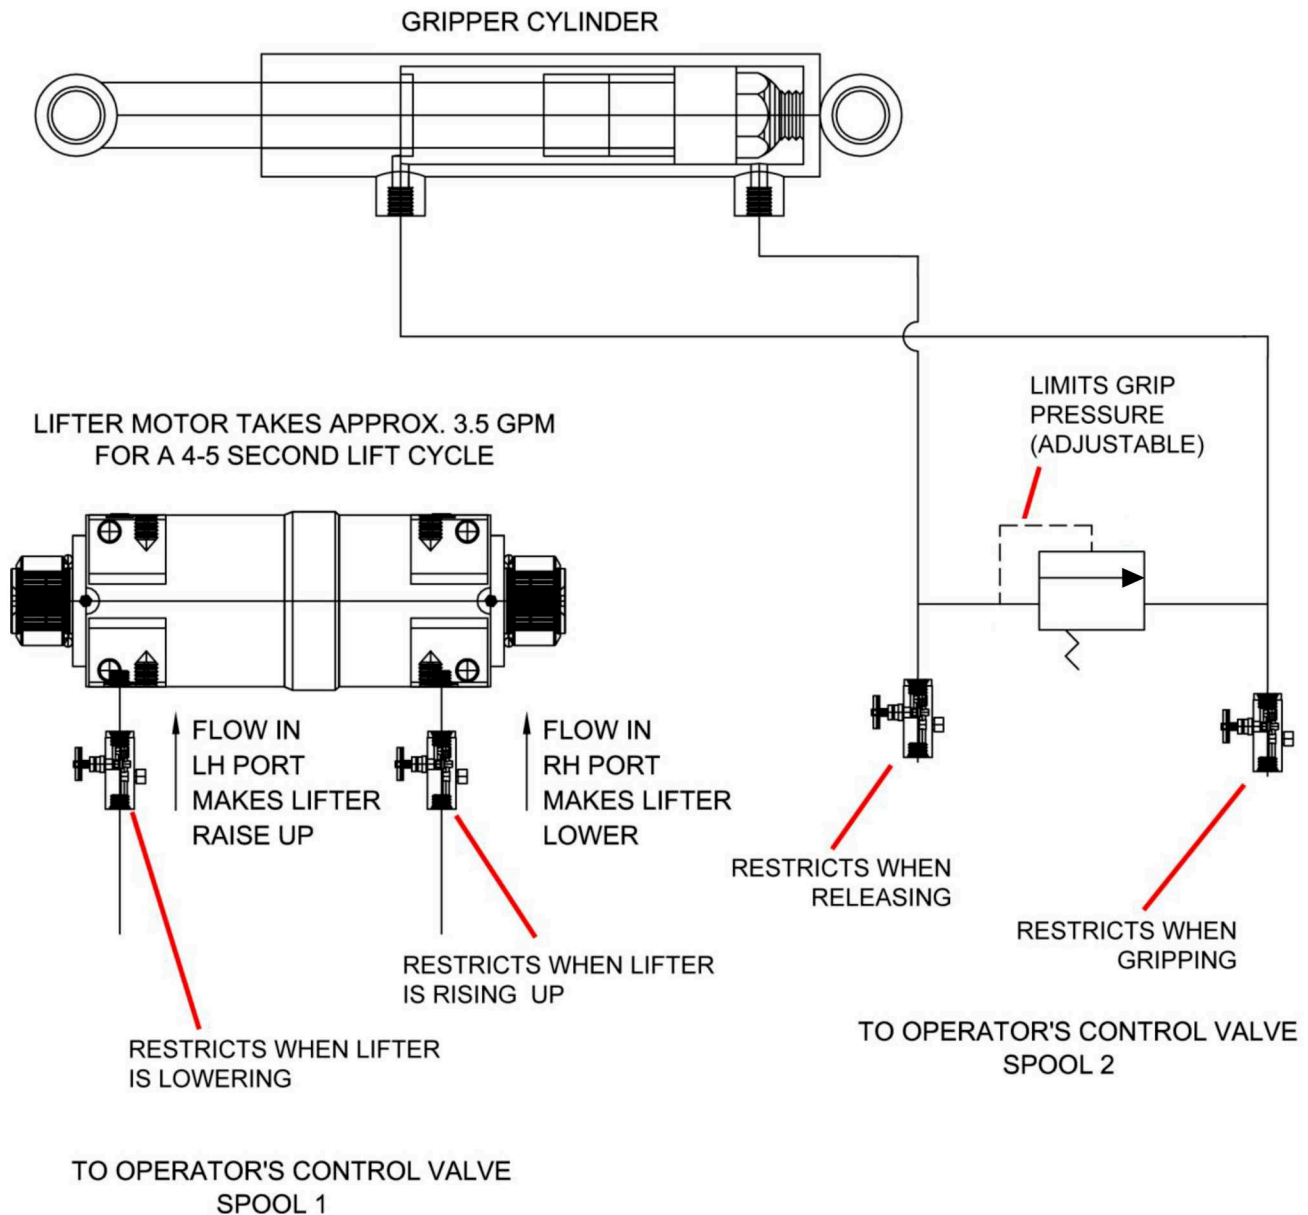 GRIPPER CYLINDER
LIMITS GRIP
PRESSURE
(ADJUSTABLE)
LIFTER MOTOR TAKES APPROX. 3.5 GPM
FOR A 4-5 SECOND LIFT CYCLE
FLOW IN
LH PORT
MAKES LIFTER
RAISE UP
FLOW IN
RH PORT
MAKES LIFTER
LOWER
RESTRICTS WHEN
RELEASING
RESTRICTS WHEN
GRIPPING
RESTRICTS WHEN LIFTER
IS RISING UP
RESTRICTS WHEN LIFTER
IS LOWERING
TO OPERATOR'S CONTROL VALVE
SPOOL 2
TO OPERATOR'S CONTROL VALVE
SPOOL 1